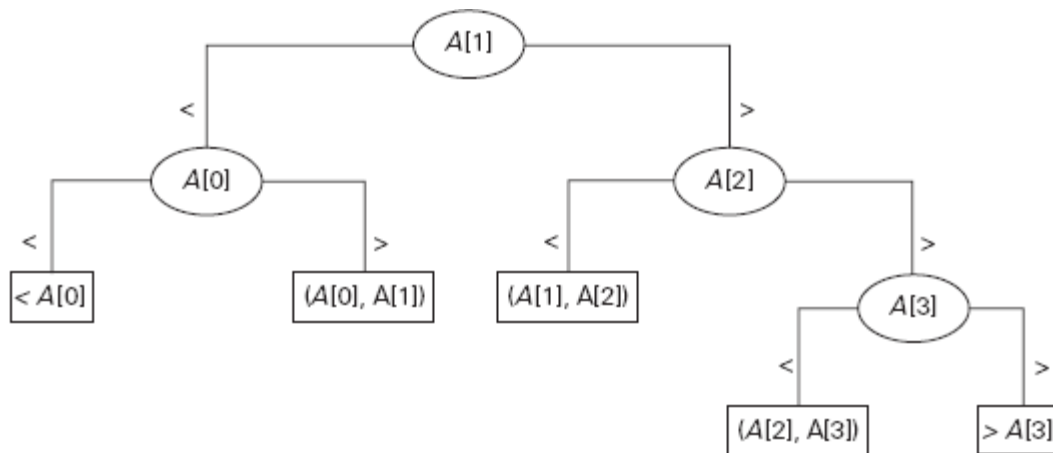 A[1]
<
>
A[0]
A[2]
<
>
<
>
< A[0]
(A[0], A[1])
(A[1], A[2])
A[3]
<
>
(A[2], A[3])
> A[3]